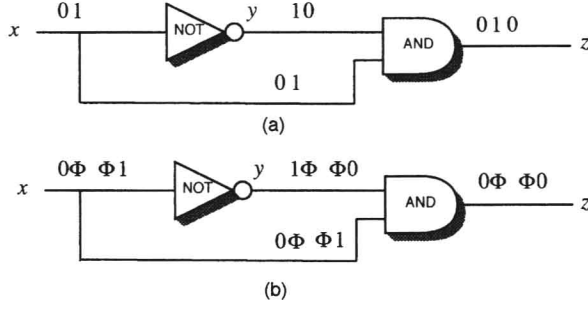 0 1 y 1 0 0 1 0
x NOT AND z
0 1
(a)
0Φ Φ1 y 1Φ Φ0 0Φ Φ0
x NOT AND z
0Φ Φ1
(b)